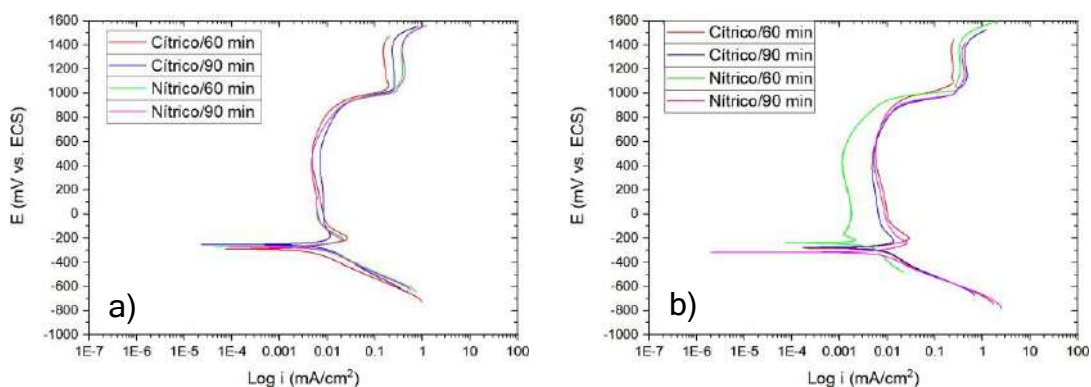 1600
1400
1200
1000
800
600
400
200
0
-200
-400
-600
-800
-1000
E (mV vs. ECS)
Cítrico/60 min
Cítrico/90 min
Nítrico/60 min
Nítrico/90 min
a)
1E-7 1E-6 1E-5 1E-4 0.001 0.01 0.1 1 10 100
Log i (mA/cm²)
1600
1400
1200
1000
800
600
400
200
0
-200
-400
-600
-800
-1000
E (mV vs. ECS)
Cítrico/60 min
Cítrico/90 min
Nítrico/60 min
Nítrico/90 min
b)
1E-7 1E-6 1E-5 1E-4 0.001 0.01 0.1 1 10 100
Log i (mA/cm²)